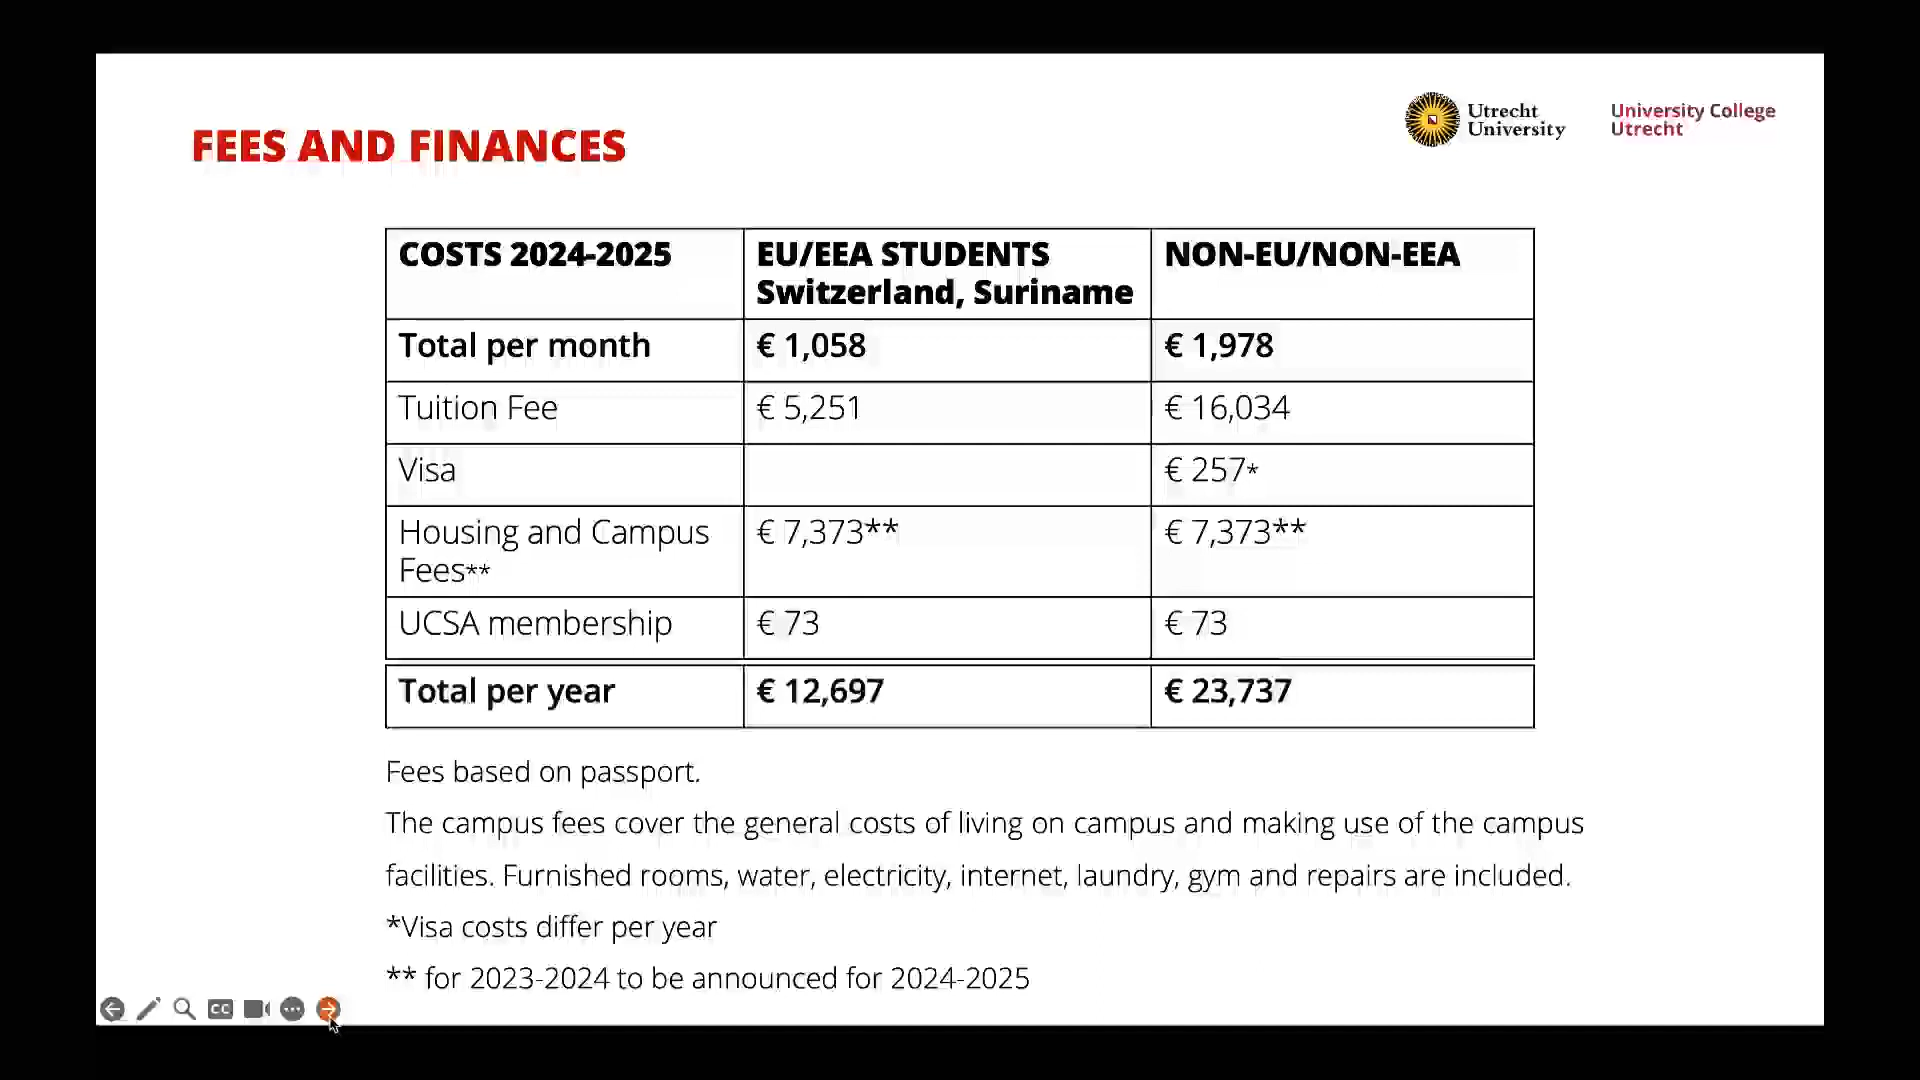 Utrecht
University
University College
Utrecht
FEES AND FINANCES
COSTS 2024-2025
EU/EEA STUDENTS
Switzerland, Suriname
NON-EU/NON-EEA
Total per month
€ 1,058
€ 1,978
Tuition Fee
€ 5,251
€ 16,034
Visa
€ 257*
Housing and Campus
Fees**
€ 7,373**
€ 7,373**
UCSA membership
€ 73
€ 73
Total per year
€ 12,697
€ 23,737
Fees based on passport.
The campus fees cover the general costs of living on campus and making use of the campus
facilities. Furnished rooms, water, electricity, internet, laundry, gym and repairs are included.
*Visa costs differ per year
** for 2023-2024 to be announced for 2024-2025
CC